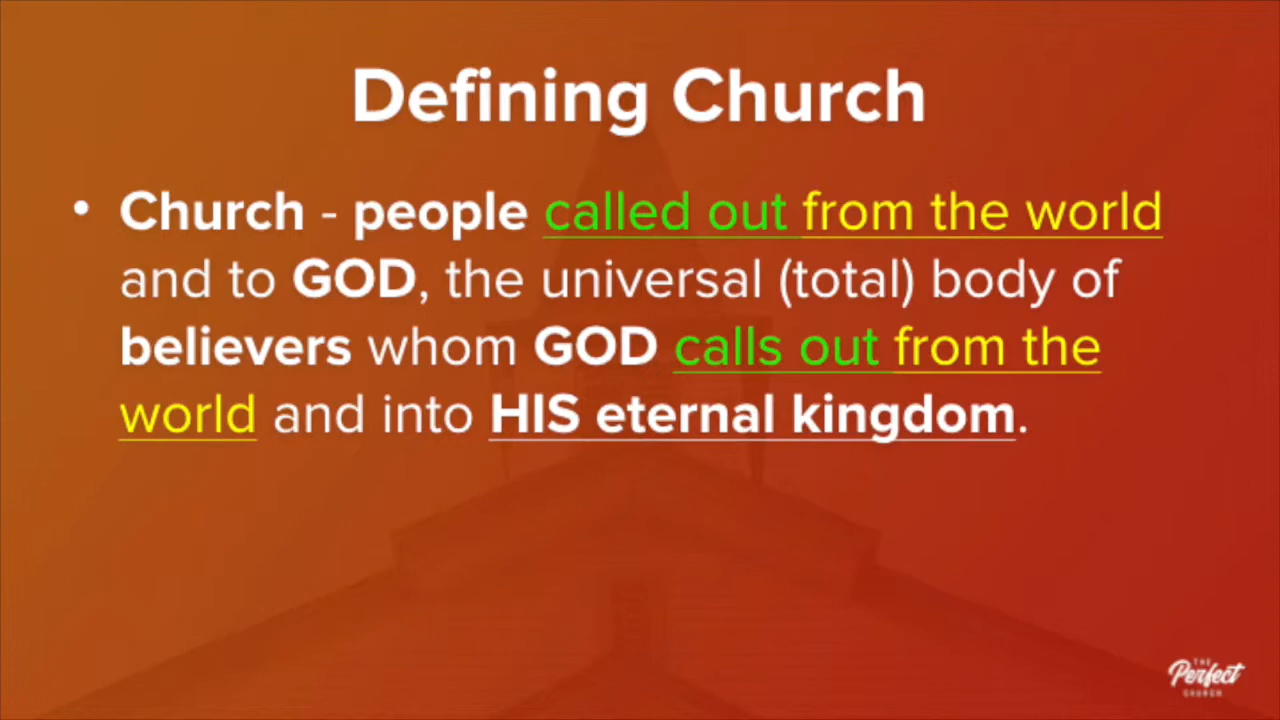 Defining Church
• Church - people called out from the world
and to GOD, the universal (total) body of
believers whom GOD calls out from the
world and into HIS eternal kingdom.
THE
Perfect
CHURCH